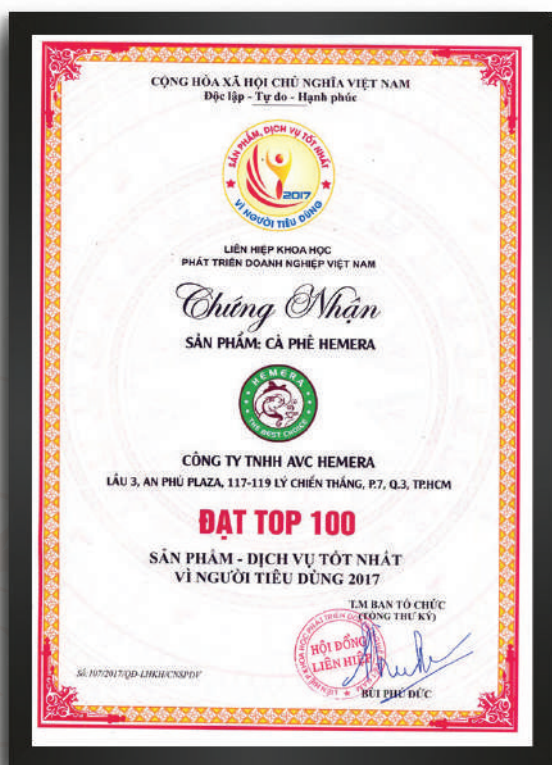 CỘNG HÒA XÃ HỘI CHỦ NGHĨA VIỆT NAM
Độc lập - Tự do - Hạnh phúc
SẢN PHẨM, DỊCH VỤ TỐT NHẤT
2017
VÌ NGƯỜI TIÊU DÙNG
LIÊN HIỆP KHOA HỌC
PHÁT TRIỂN DOANH NGHIỆP VIỆT NAM
Chứng Nhận
SẢN PHẨM: CÀ PHÊ HEMERA
HEMERA
THE BEST CHOICE
CÔNG TY TNHH AVC HEMERA
LẦU 3, AN PHÚ PLAZA, 117-119 LÝ CHIẾN THẮNG, P.7, Q.3, TP.HCM
ĐẠT TOP 100
SẢN PHẨM - DỊCH VỤ TỐT NHẤT
VÌ NGƯỜI TIÊU DÙNG 2017
T.M BAN TỔ CHỨC
(TỔNG THƯ KÝ)
HỘI ĐỒNG
LIÊN HIỆP
BÙI PHÚ ĐỨC
Số: 107/2017/QĐ-LHKH/CNSPDV